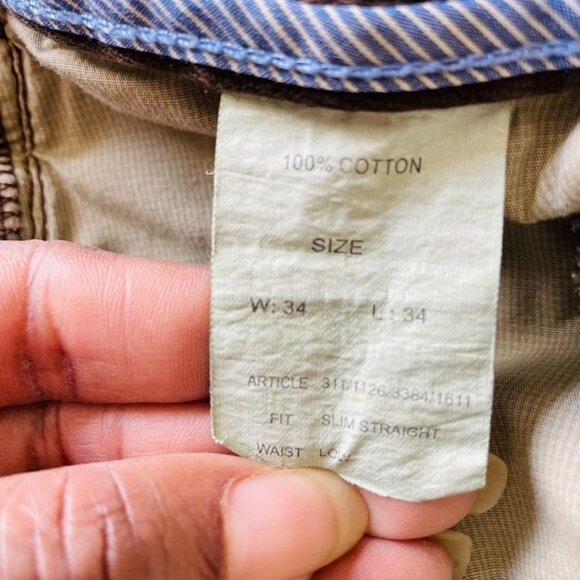 100% COTTON
SIZE
W: 34 L: 34
ARTICLE 311/1126/3384/1611
FIT SLIM STRAIGHT
WAIST LOW